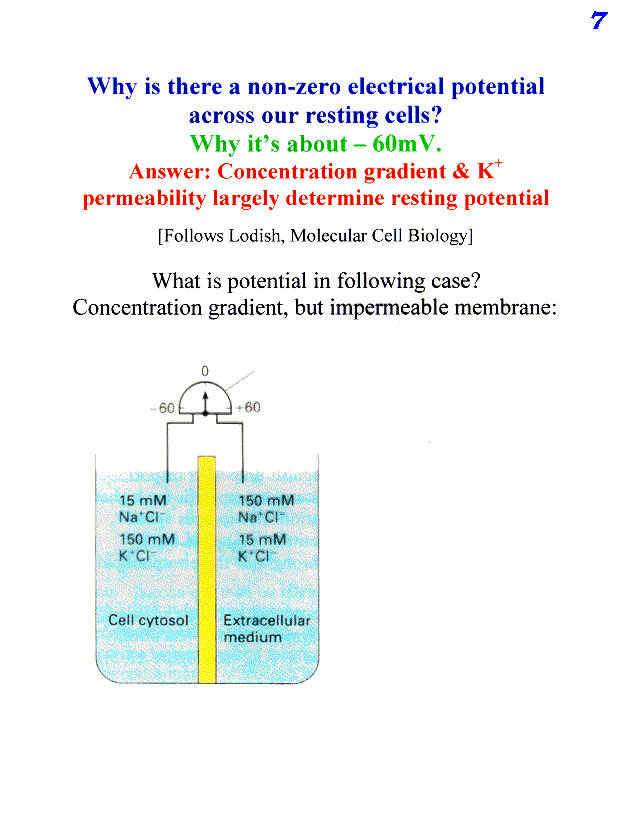 7
Why is there a non-zero electrical potential
across our resting cells?
Why it's about – 60mV.
Answer: Concentration gradient & K⁺
permeability largely determine resting potential
[Follows Lodish, Molecular Cell Biology]
What is potential in following case?
Concentration gradient, but impermeable membrane:
0
-60 +60
15 mM 150 mM
Na⁺Cl⁻ Na⁺Cl⁻
150 mM 15 mM
K⁺Cl⁻ K⁺Cl⁻
Cell cytosol Extracellular
medium